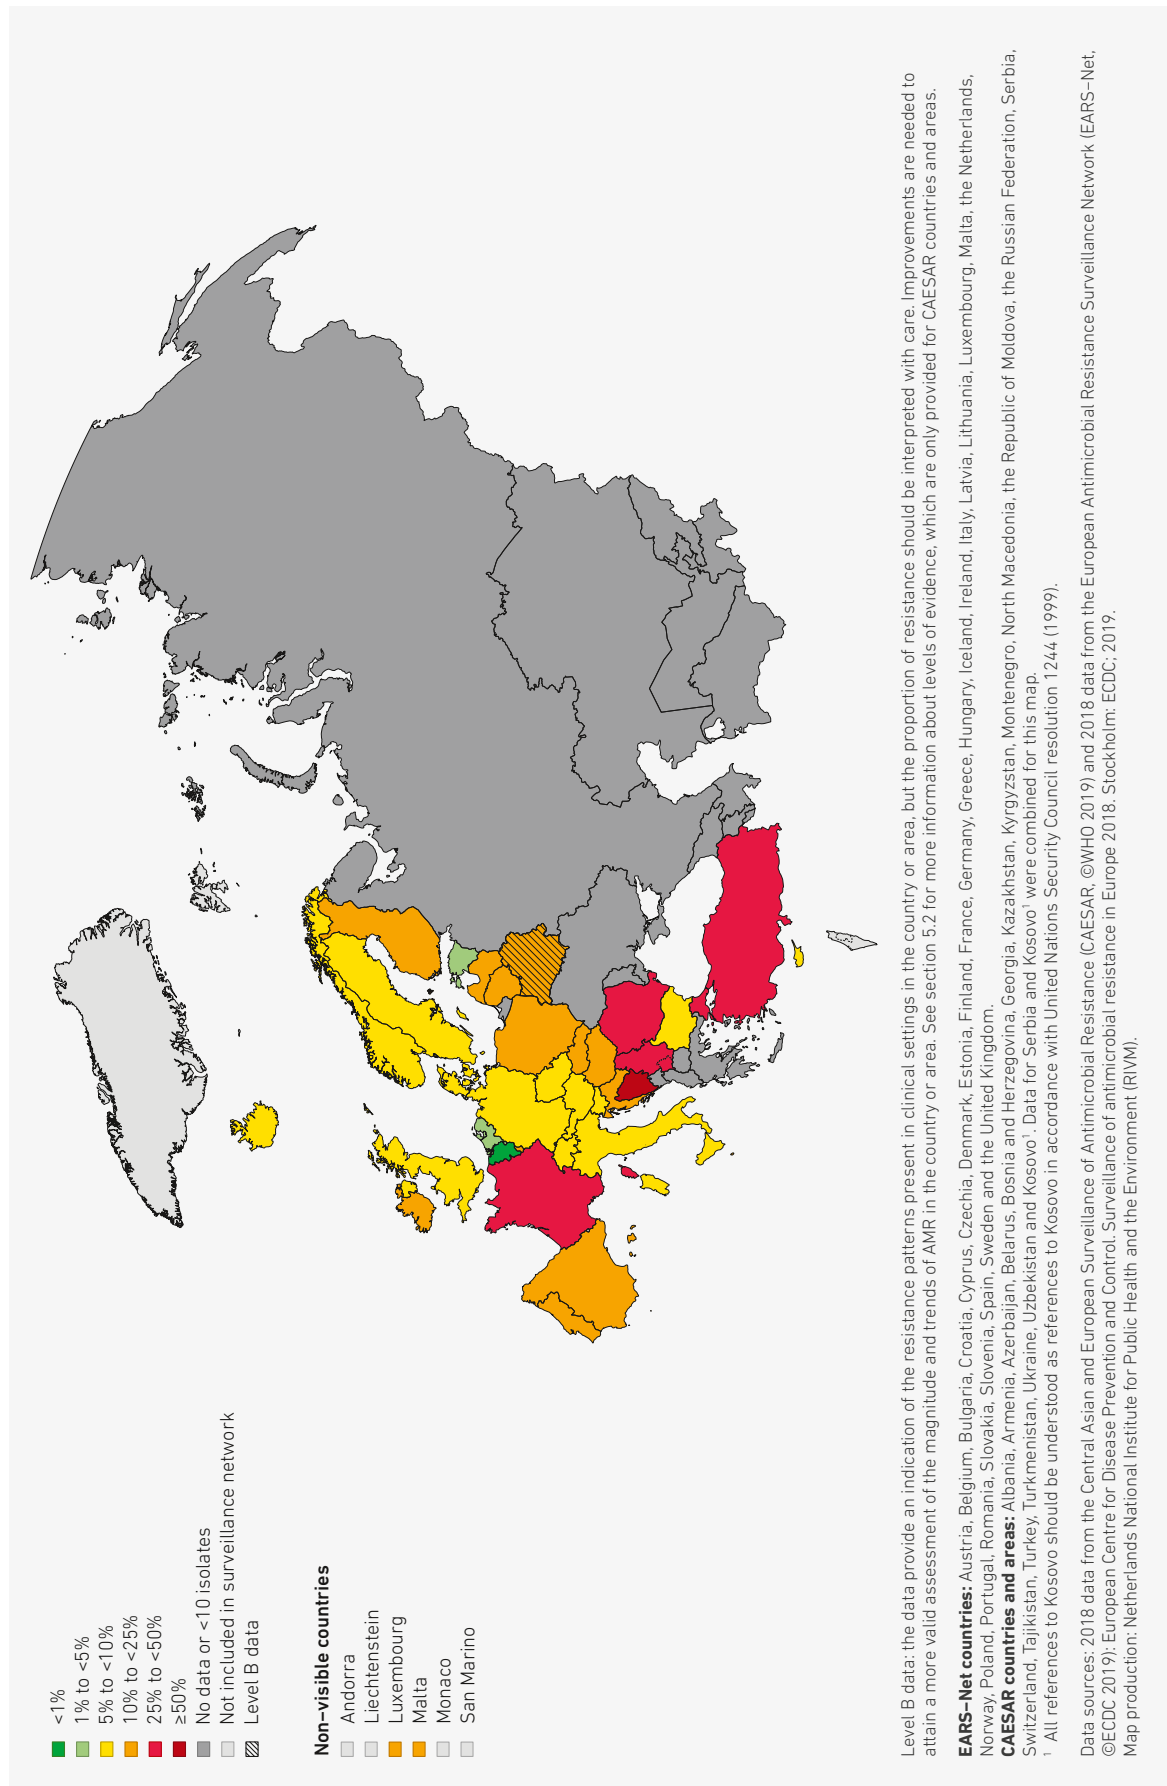 <1%
1% to <5%
5% to <10%
10% to <25%
25% to <50%
≥50%
No data or <10 isolates
Not included in surveillance network
Level B data
Non–visible countries
Andorra
Liechtenstein
Luxembourg
Malta
Monaco
San Marino
Level B data: the data provide an indication of the resistance patterns present in clinical settings in the country or area, but the proportion of resistance should be interpreted with care. Improvements are needed to
attain a more valid assessment of the magnitude and trends of AMR in the country or area. See section 5.2 for more information about levels of evidence, which are only provided for CAESAR countries and areas.
EARS–Net countries: Austria, Belgium, Bulgaria, Croatia, Cyprus, Czechia, Denmark, Estonia, Finland, France, Germany, Greece, Hungary, Iceland, Ireland, Italy, Latvia, Lithuania, Luxembourg, Malta, the Netherlands,
Norway, Poland, Portugal, Romania, Slovakia, Slovenia, Spain, Sweden and the United Kingdom.
CAESAR countries and areas: Albania, Armenia, Azerbaijan, Belarus, Bosnia and Herzegovina, Georgia, Kazakhstan, Kyrgyzstan, Montenegro, North Macedonia, the Republic of Moldova, the Russian Federation, Serbia,
Switzerland, Tajikistan, Turkey, Turkmenistan, Ukraine, Uzbekistan and Kosovo¹. Data for Serbia and Kosovo¹ were combined for this map.
¹ All references to Kosovo should be understood as references to Kosovo in accordance with United Nations Security Council resolution 1244 (1999).
Data sources: 2018 data from the Central Asian and European Surveillance of Antimicrobial Resistance (CAESAR, ©WHO 2019) and 2018 data from the European Antimicrobial Resistance Surveillance Network (EARS–Net,
©ECDC 2019): European Centre for Disease Prevention and Control. Surveillance of antimicrobial resistance in Europe 2018. Stockholm: ECDC; 2019.
Map production: Netherlands National Institute for Public Health and the Environment (RIVM).